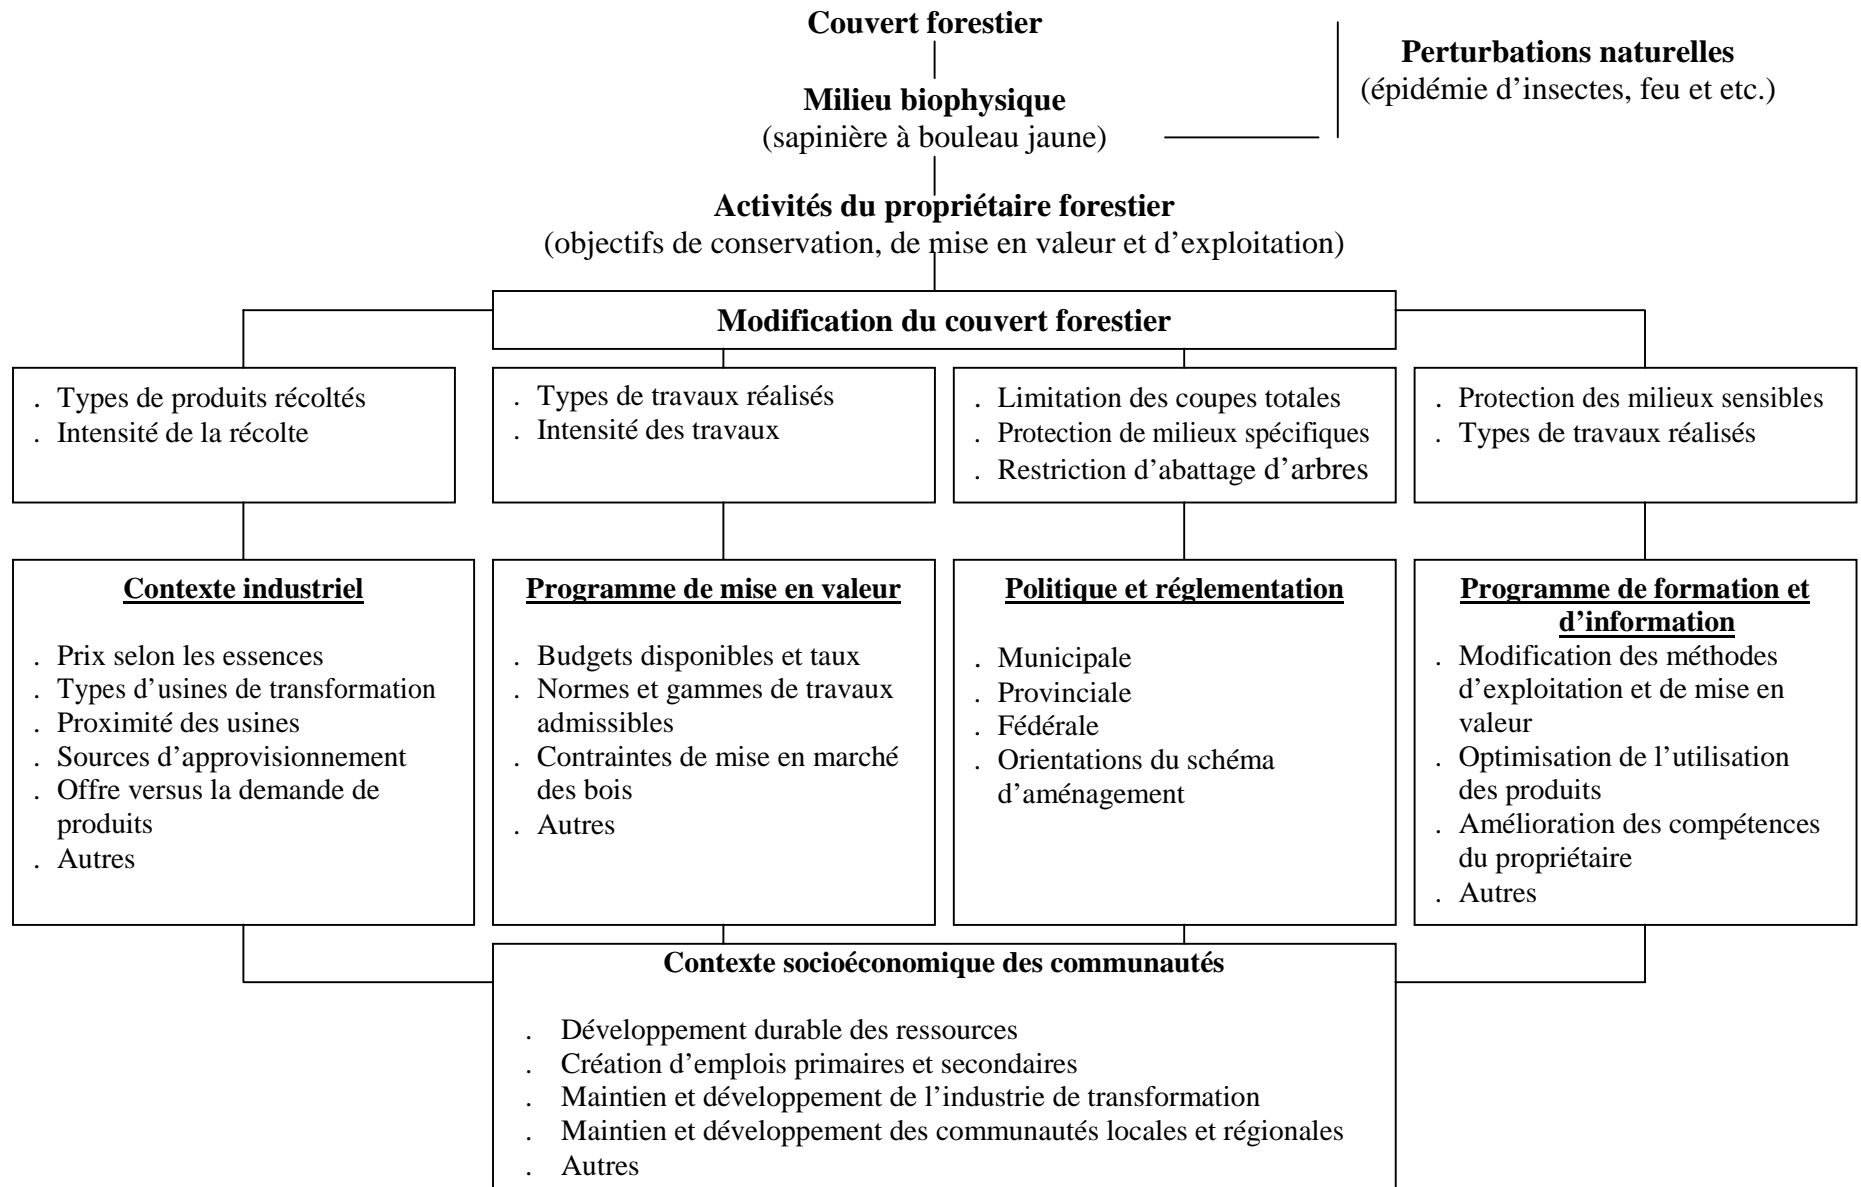 Couvert forestier
Perturbations naturelles
(épidémie d’insectes, feu et etc.)
Milieu biophysique
(sapinière à bouleau jaune)
Activités du propriétaire forestier
(objectifs de conservation, de mise en valeur et d’exploitation)
Modification du couvert forestier
. Types de produits récoltés
. Intensité de la récolte
. Types de travaux réalisés
. Intensité des travaux
. Limitation des coupes totales
. Protection de milieux spécifiques
. Restriction d’abattage d’arbres
. Protection des milieux sensibles
. Types de travaux réalisés
Contexte industriel
. Prix selon les essences
. Types d’usines de transformation
. Proximité des usines
. Sources d’approvisionnement
. Offre versus la demande de
produits
. Autres
Programme de mise en valeur
. Budgets disponibles et taux
. Normes et gammes de travaux
admissibles
. Contraintes de mise en marché
des bois
. Autres
Politique et réglementation
. Municipale
. Provinciale
. Fédérale
. Orientations du schéma
d’aménagement
Programme de formation et
d’information
. Modification des méthodes
d’exploitation et de mise en
valeur
. Optimisation de l’utilisation
des produits
. Amélioration des compétences
du propriétaire
. Autres
Contexte socioéconomique des communautés
. Développement durable des ressources
. Création d’emplois primaires et secondaires
. Maintien et développement de l’industrie de transformation
. Maintien et développement des communautés locales et régionales
. Autres